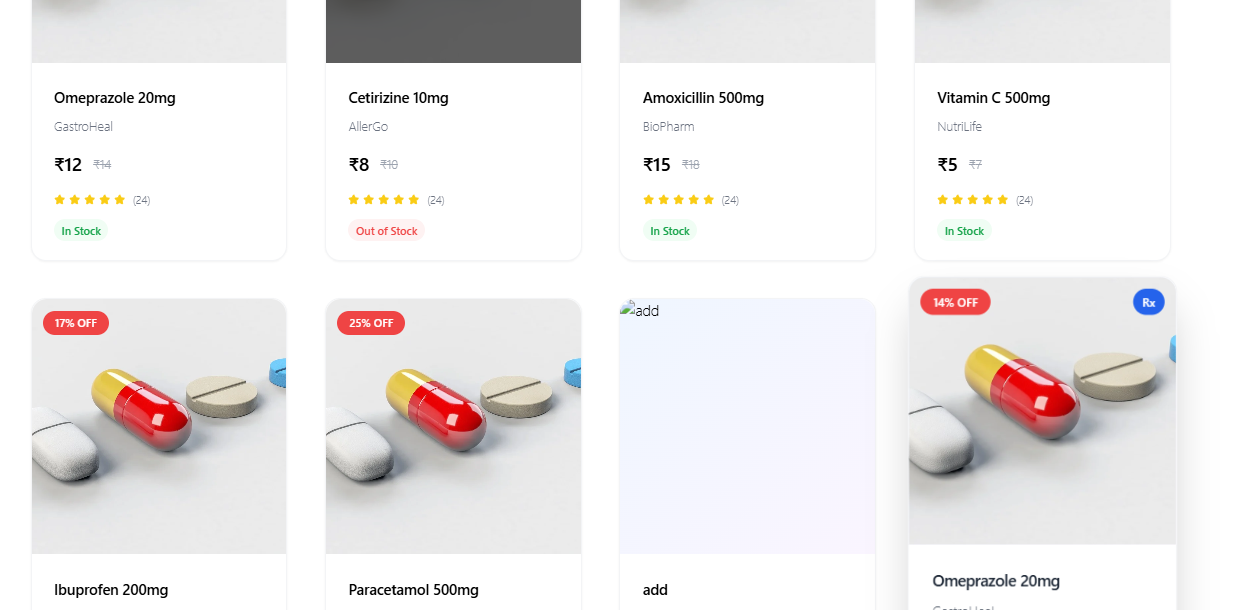 Omeprazole 20mg
GastroHeal
₹12 ₹14
(24)
In Stock
Cetirizine 10mg
AllerGo
₹8 ₹10
(24)
Out of Stock
Amoxicillin 500mg
BioPharm
₹15 ₹18
(24)
In Stock
Vitamin C 500mg
NutriLife
₹5 ₹7
(24)
In Stock
17% OFF
Ibuprofen 200mg
25% OFF
Paracetamol 500mg
add
add
14% OFF
Rx
Omeprazole 20mg
GastroHeal